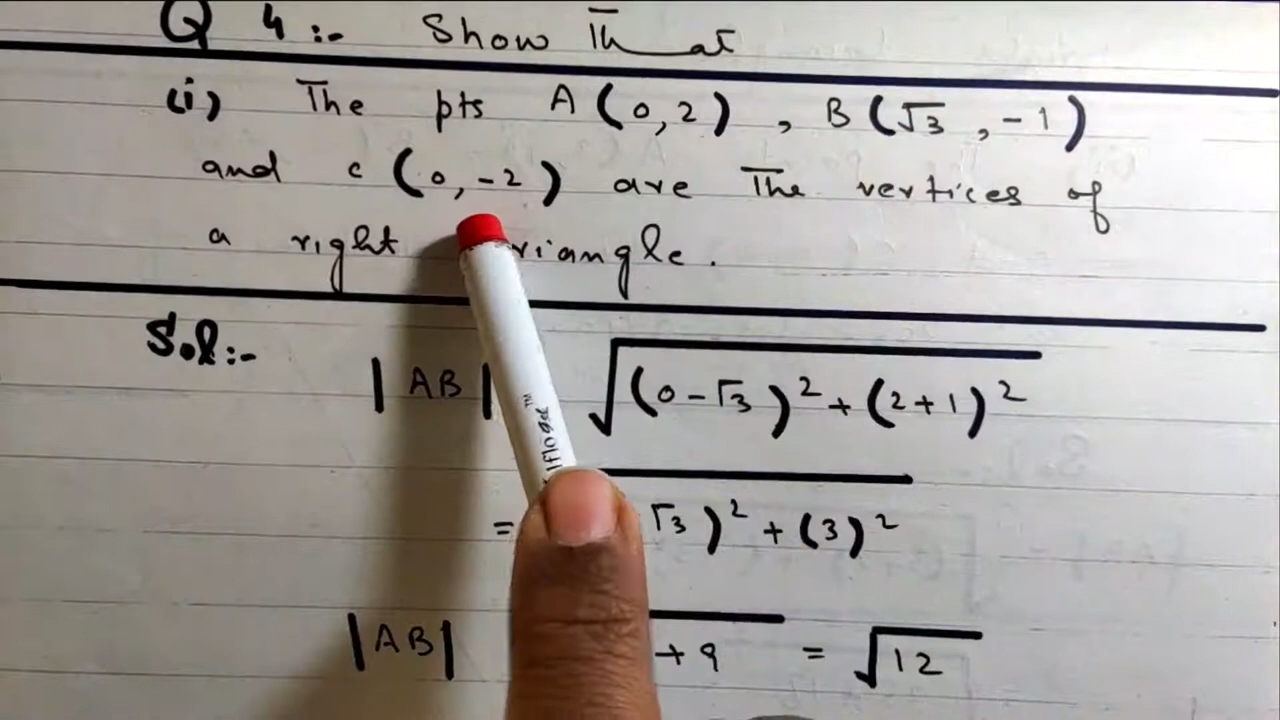 Q 4 :- Show That
(i) The pts A(0,2), B(√3,-1)
and c (0,-2) are The vertices of
a right riangle.
Sol:-
|AB| √(0-√3)²+(2+1)²
= √3)²+(3)²
|AB| +9 = √12